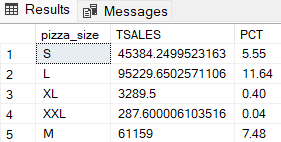 Results Messages
pizza_size TSALES PCT
1 S 45384.2499523163 5.55
2 L 95229.6502571106 11.64
3 XL 3289.5 0.40
4 XXL 287.600006103516 0.04
5 M 61159 7.48